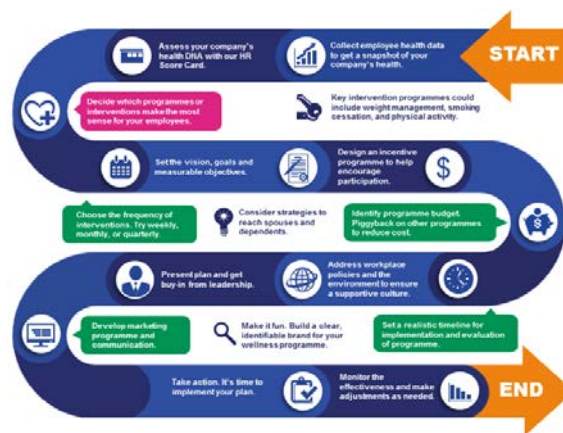 START
Collect employee health data
to get a snapshot of your
company's health.
Assess your company's
health DNA with our HR
Score Card.
Decide which programmes or
interventions make the most
sense for your employees.
Key intervention programmes could
include weight management, smoking
cessation, and physical activity.
Set the vision, goals and
measurable objectives.
Design an incentive
programme to help
encourage
participation.
$
Identify programme budget.
Piggyback on other programmes
to reduce cost.
Consider strategies to
reach spouses and
dependents.
Choose the frequency of
interventions. Try weekly,
monthly, or quarterly.
Present plan and get
buy-in from leadership.
Address workplace
policies and the
environment to ensure
a supportive culture.
Set a realistic timeline for
implementation and evaluation
of programme.
Make it fun. Build a clear,
identifiable brand for your
wellness programme.
Develop marketing
programme and
communication.
Take action. It's time to
implement your plan.
Monitor the
effectiveness and make
adjustments as needed.
END